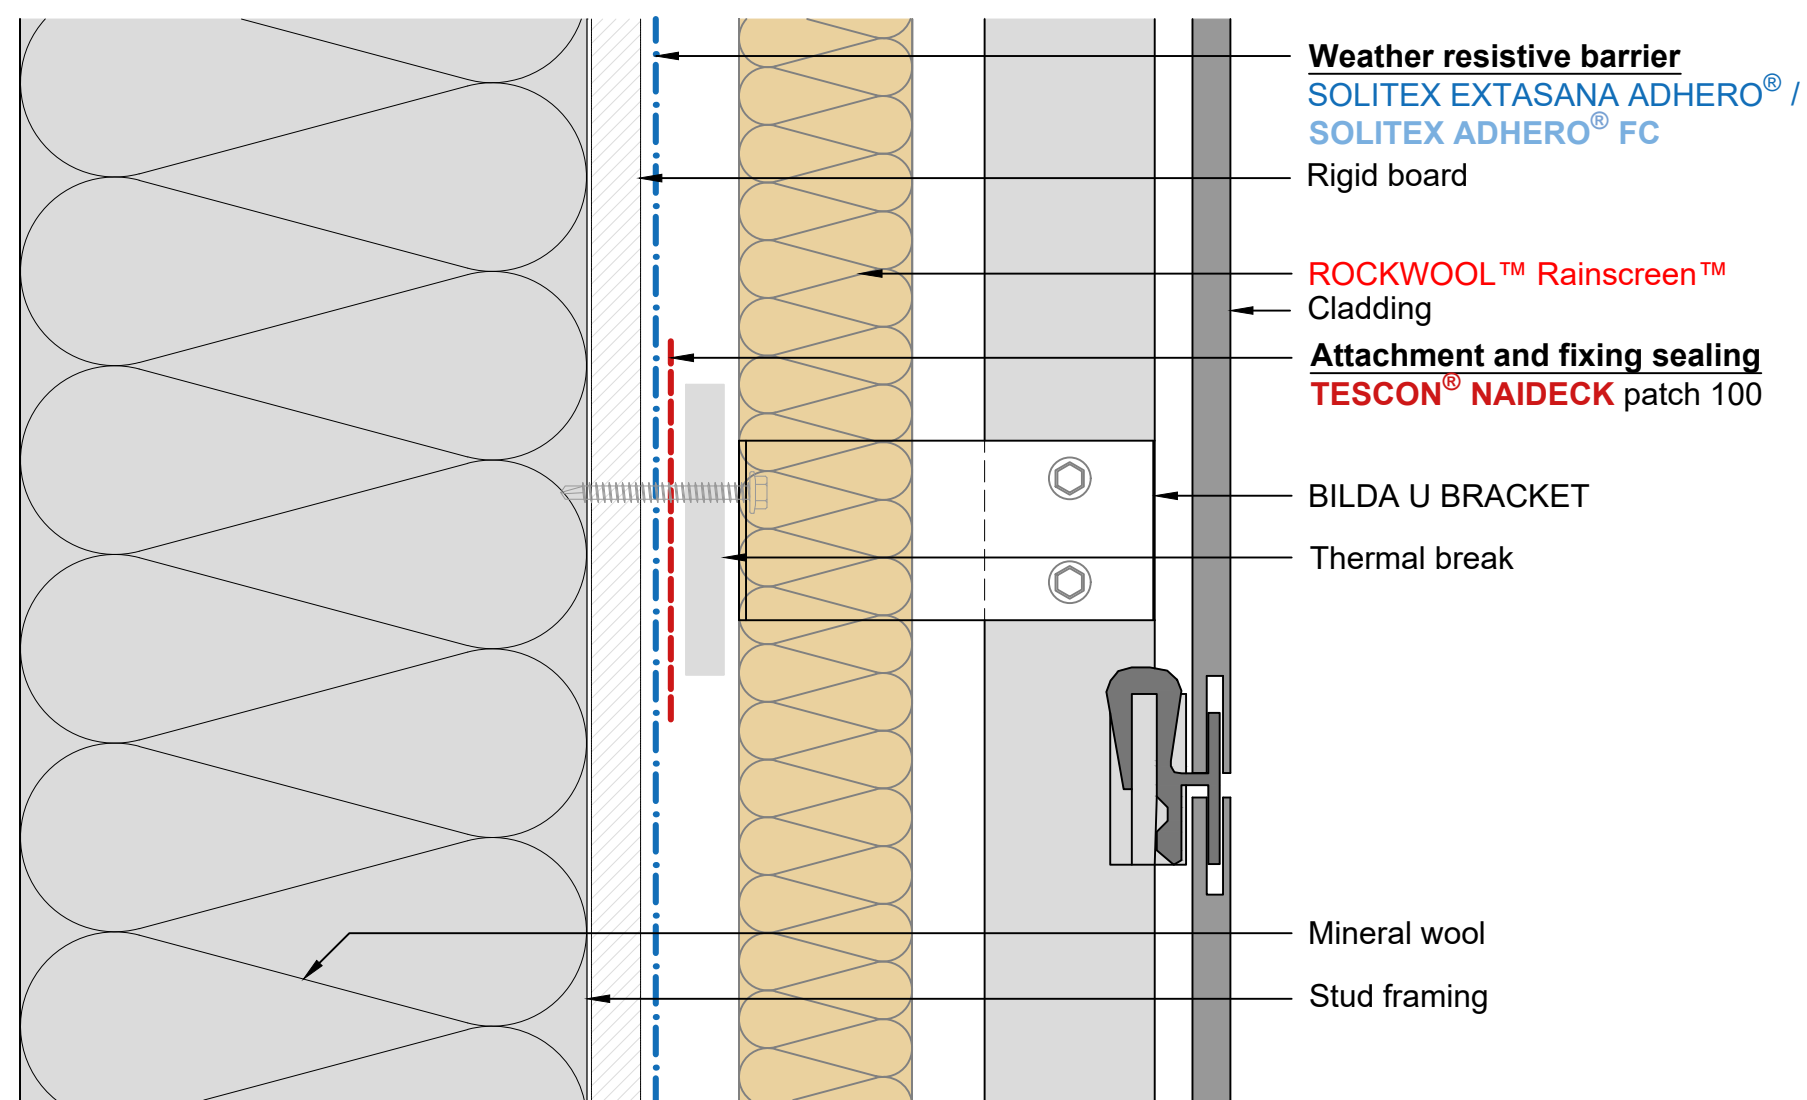 Weather resistive barrier
SOLITEX EXTASANA ADHERO® /
SOLITEX ADHERO® FC
Rigid board
ROCKWOOL™ Rainscreen™
Cladding
Attachment and fixing sealing
TESCON® NAIDECK patch 100
BILDA U BRACKET
Thermal break
Mineral wool
Stud framing